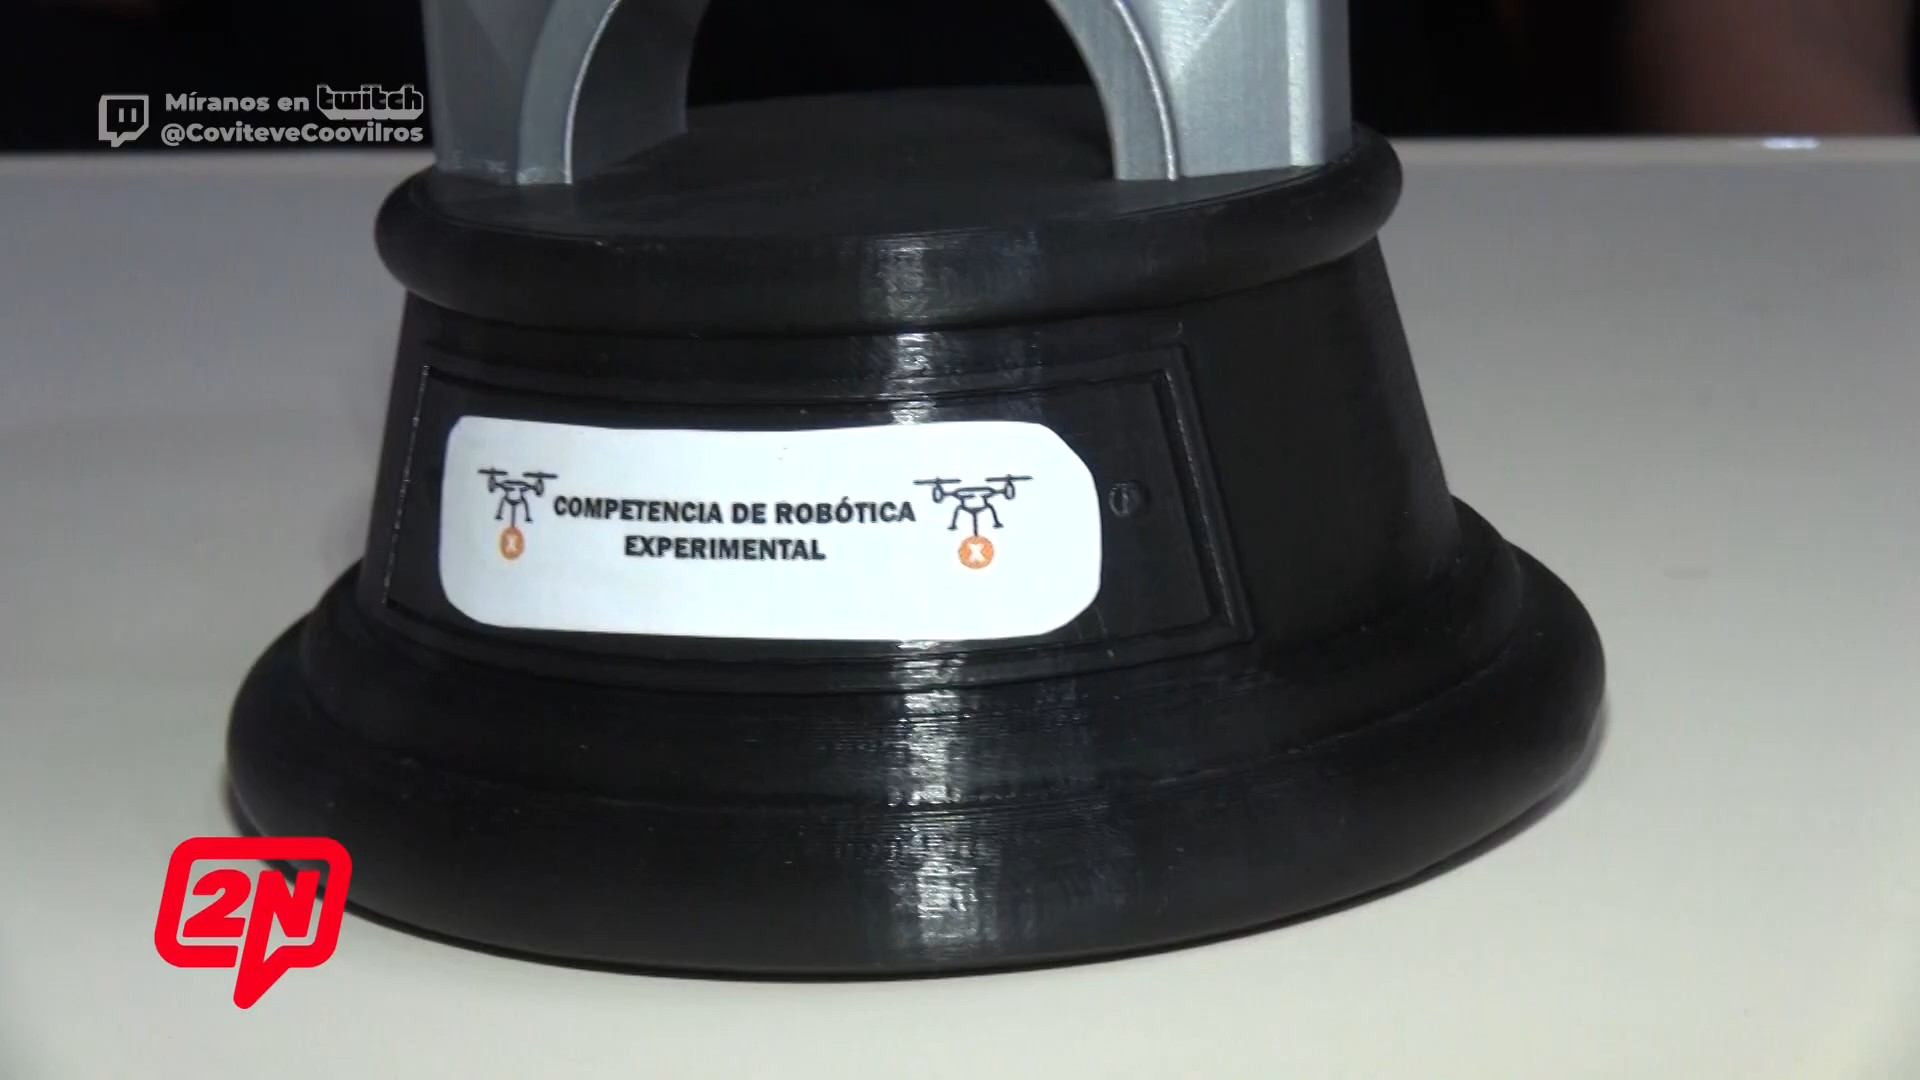 Míranos en twitch
@CoviteveCoovilros
COMPETENCIA DE ROBÓTICA
EXPERIMENTAL
X
X
2N